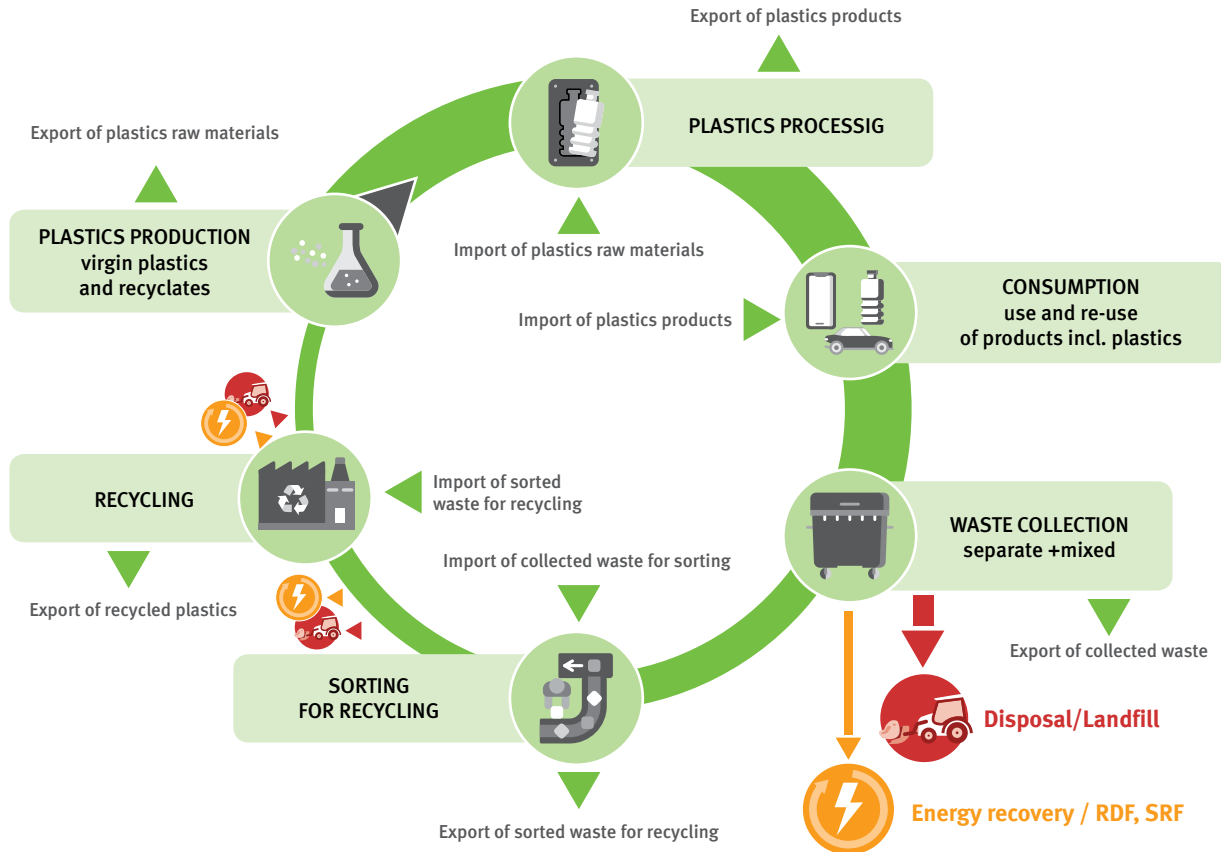 Export of plastics products
PLASTICS PROCESSIG
Export of plastics raw materials
PLASTICS PRODUCTION
virgin plastics
and recyclates
Import of plastics raw materials
Import of plastics products
CONSUMPTION
use and re-use
of products incl. plastics
RECYCLING
Import of sorted
waste for recycling
WASTE COLLECTION
separate +mixed
Import of collected waste for sorting
Export of recycled plastics
Export of collected waste
SORTING
FOR RECYCLING
Disposal/Landfill
Energy recovery / RDF, SRF
Export of sorted waste for recycling